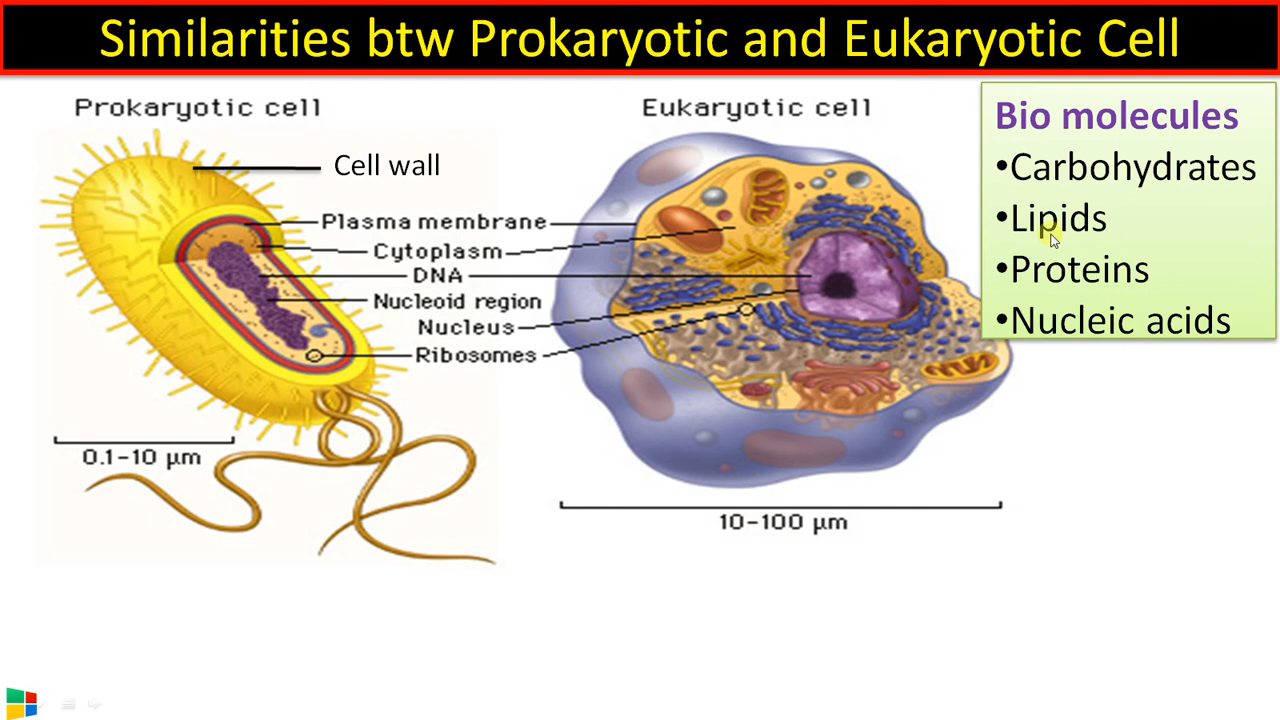 Similarities btw Prokaryotic and Eukaryotic Cell
Prokaryotic cell
Eukaryotic cell
Cell wall
Plasma membrane
Cytoplasm
DNA
Nucleoid region
Nucleus
Ribosomes
0.1–10 µm
10–100 µm
Bio molecules
•Carbohydrates
•Lipids
•Proteins
•Nucleic acids